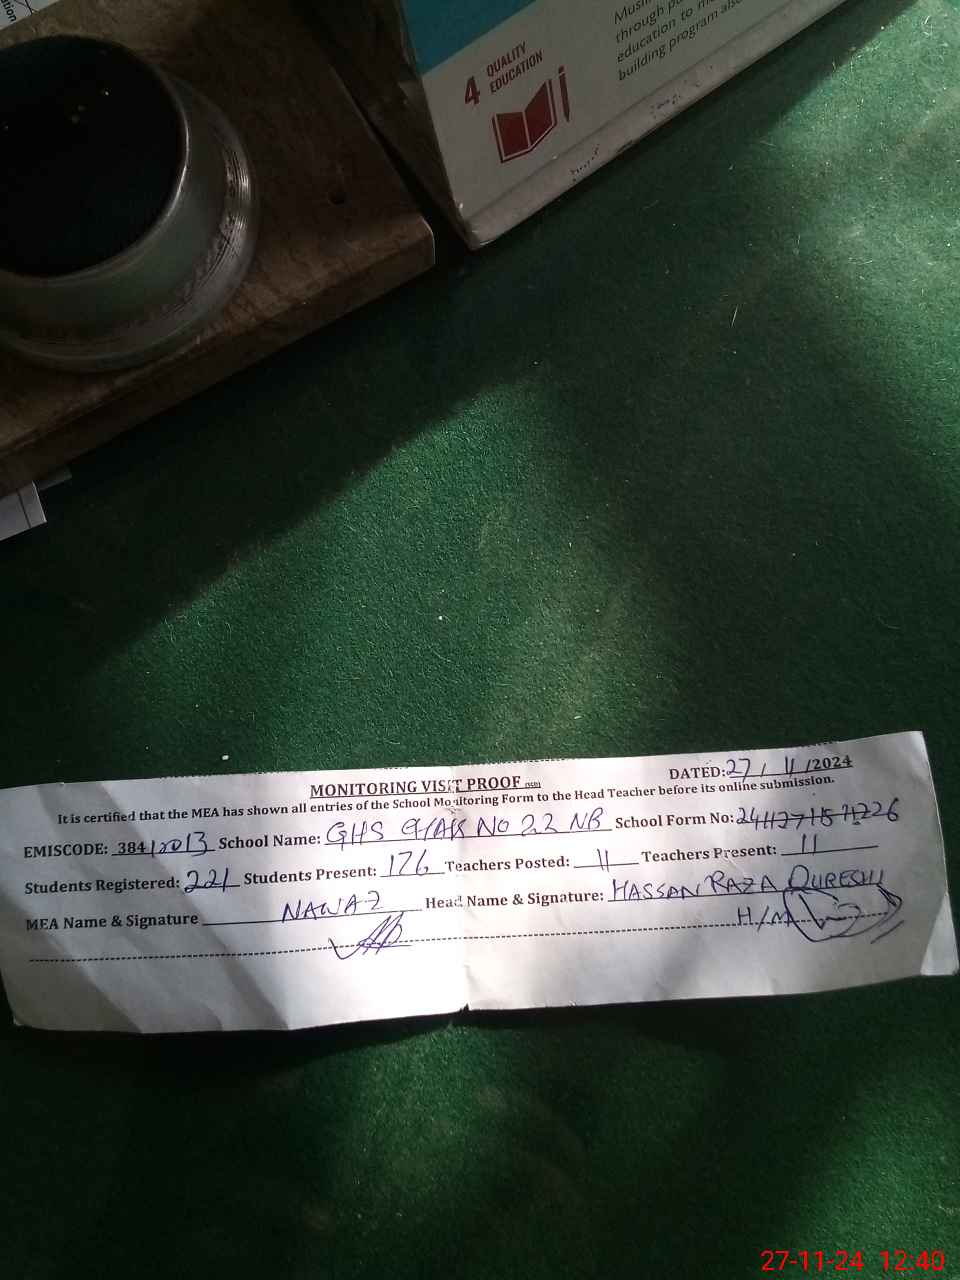 4 QUALITY
EDUCATION
through
education to
building program also
MONITORING VISIT PROOF
DATED: 27 / 11 /2024
It is certified that the MEA has shown all entries of the School Monitoring Form to the Head Teacher before its online submission.
EMISCODE: 38412013 School Name: GHS CHAK No 22 NB School Form No:
Students Registered: 221 Students Present: 176 Teachers Posted: 11 Teachers Present: 11
MEA Name & Signature NAWAZ Head Name & Signature: HASSAN RAZA QURESHI
H/M
27-11-24 12:40